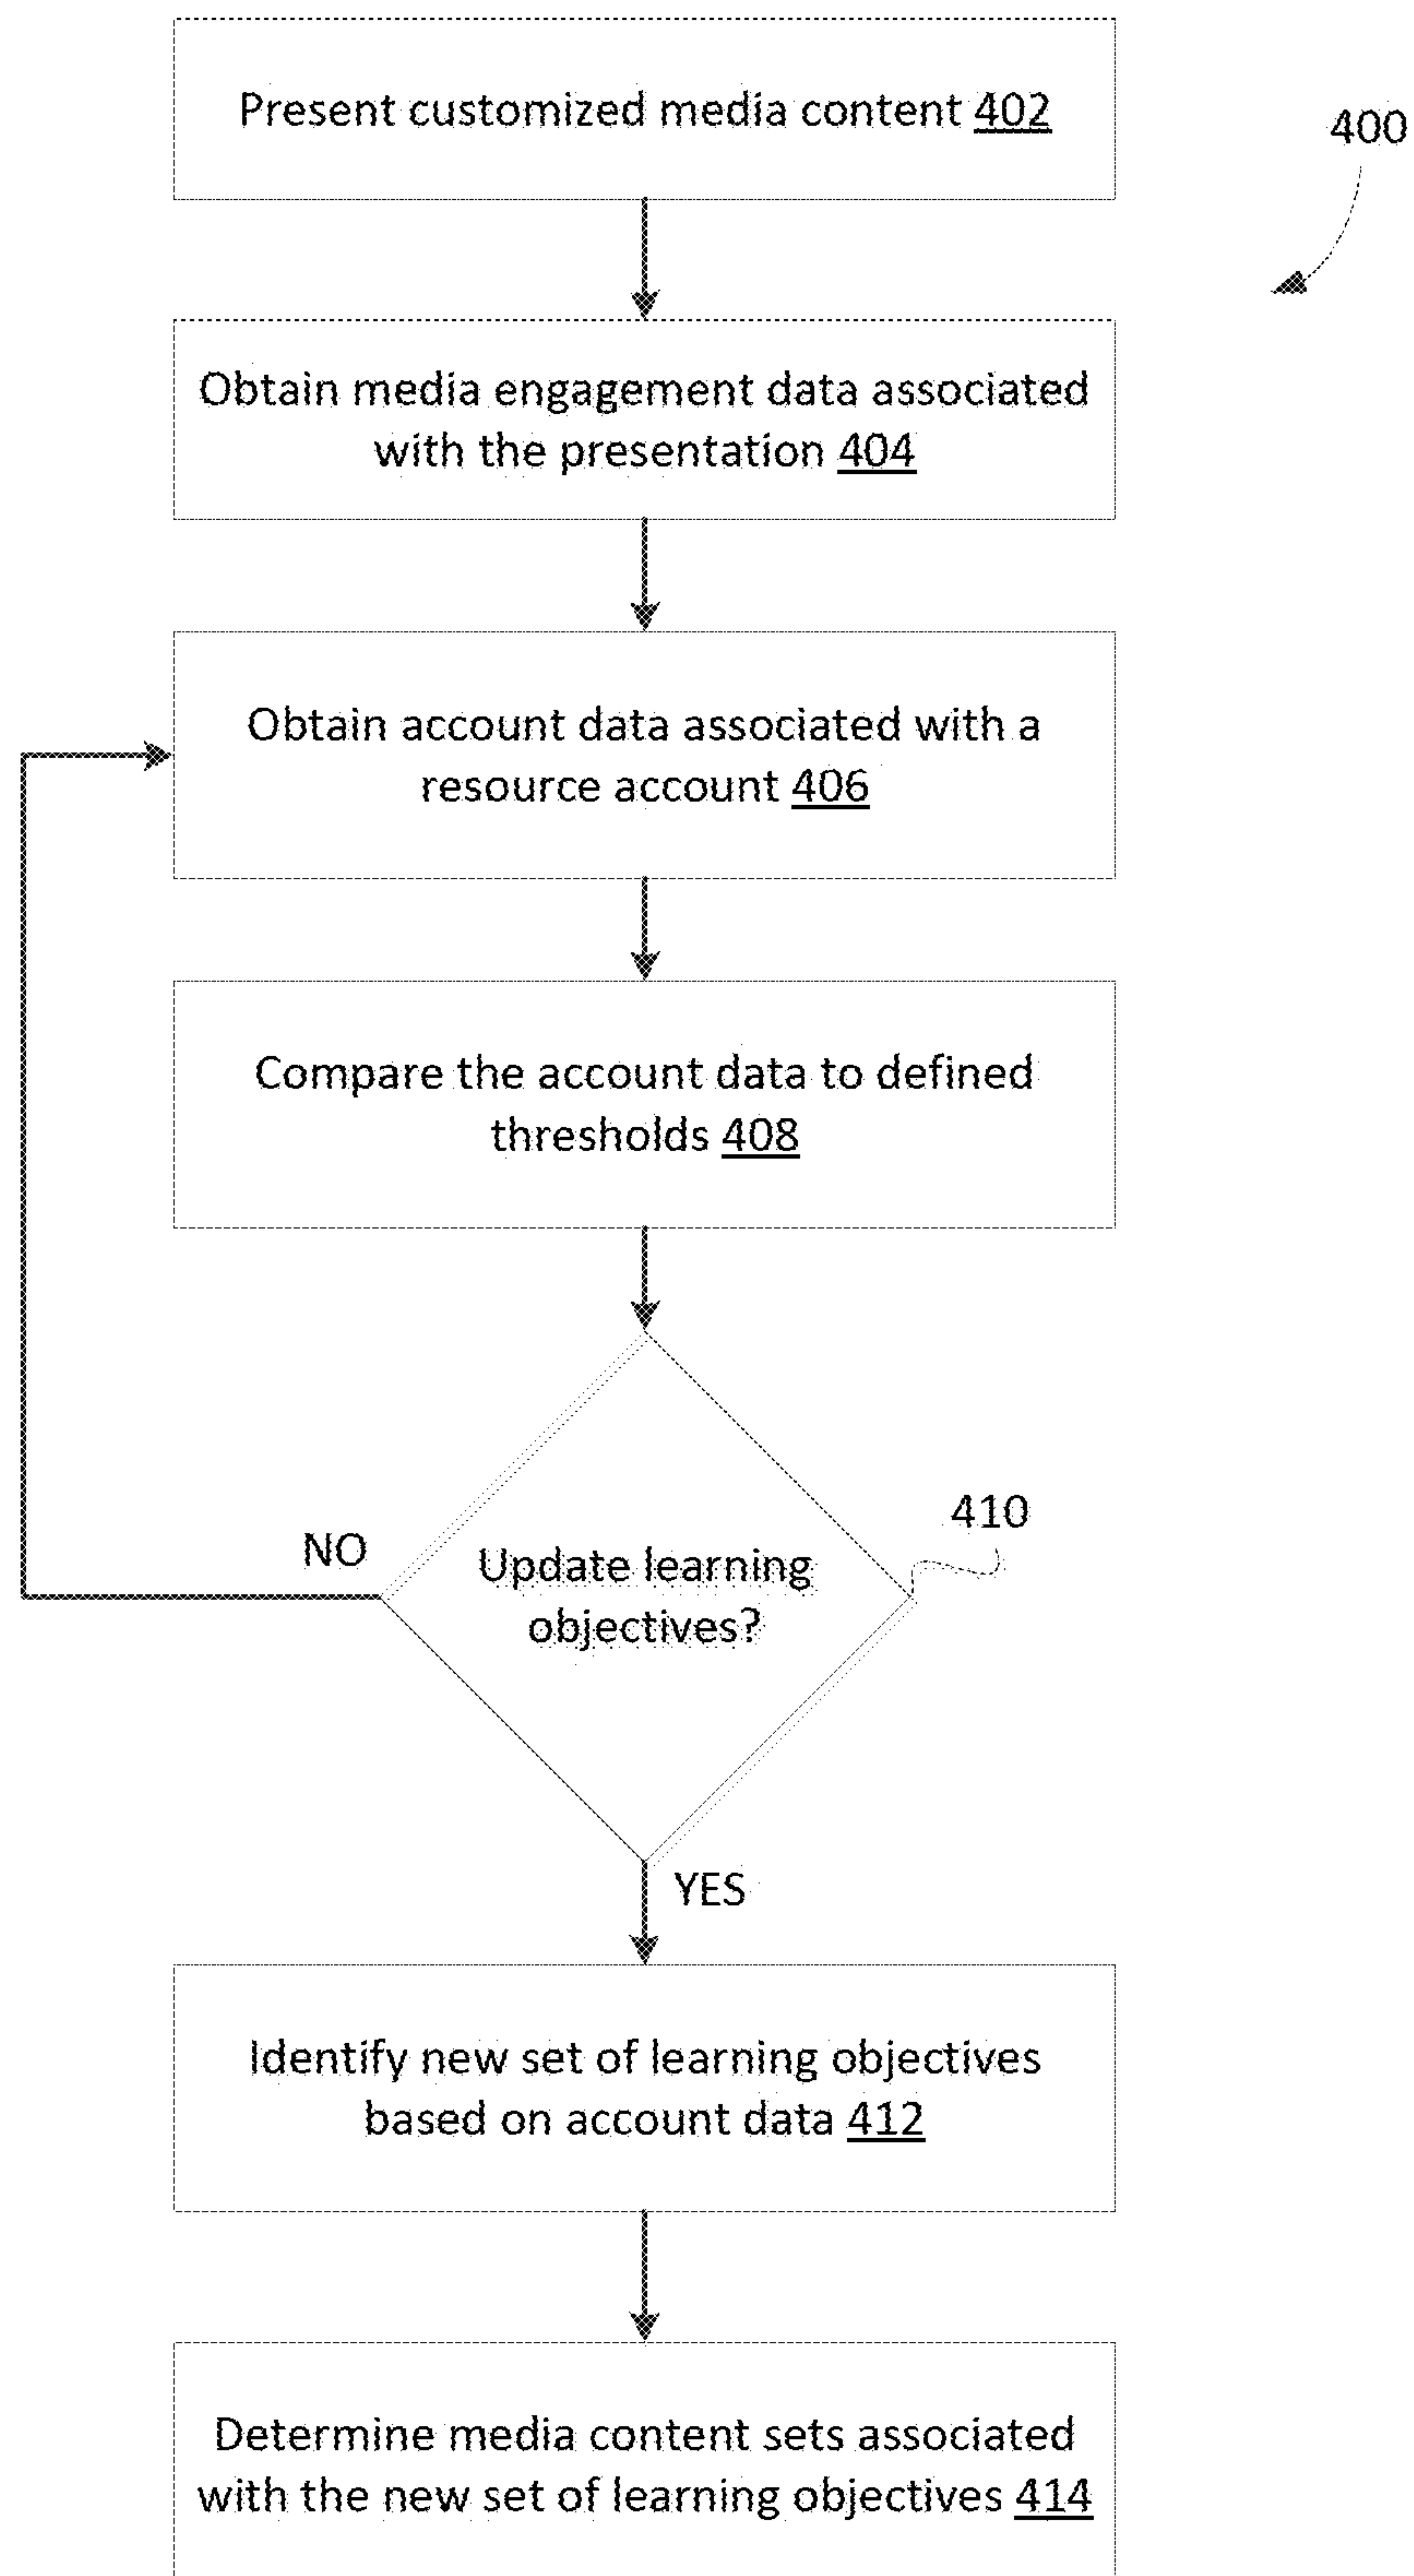 Present customized media content 402
400
Obtain media engagement data associated
with the presentation 404
Obtain account data associated with a
resource account 406
Compare the account data to defined
thresholds 408
410
NO
Update learning
objectives?
YES
Identify new set of learning objectives
based on account data 412
Determine media content sets associated
with the new set of learning objectives 414